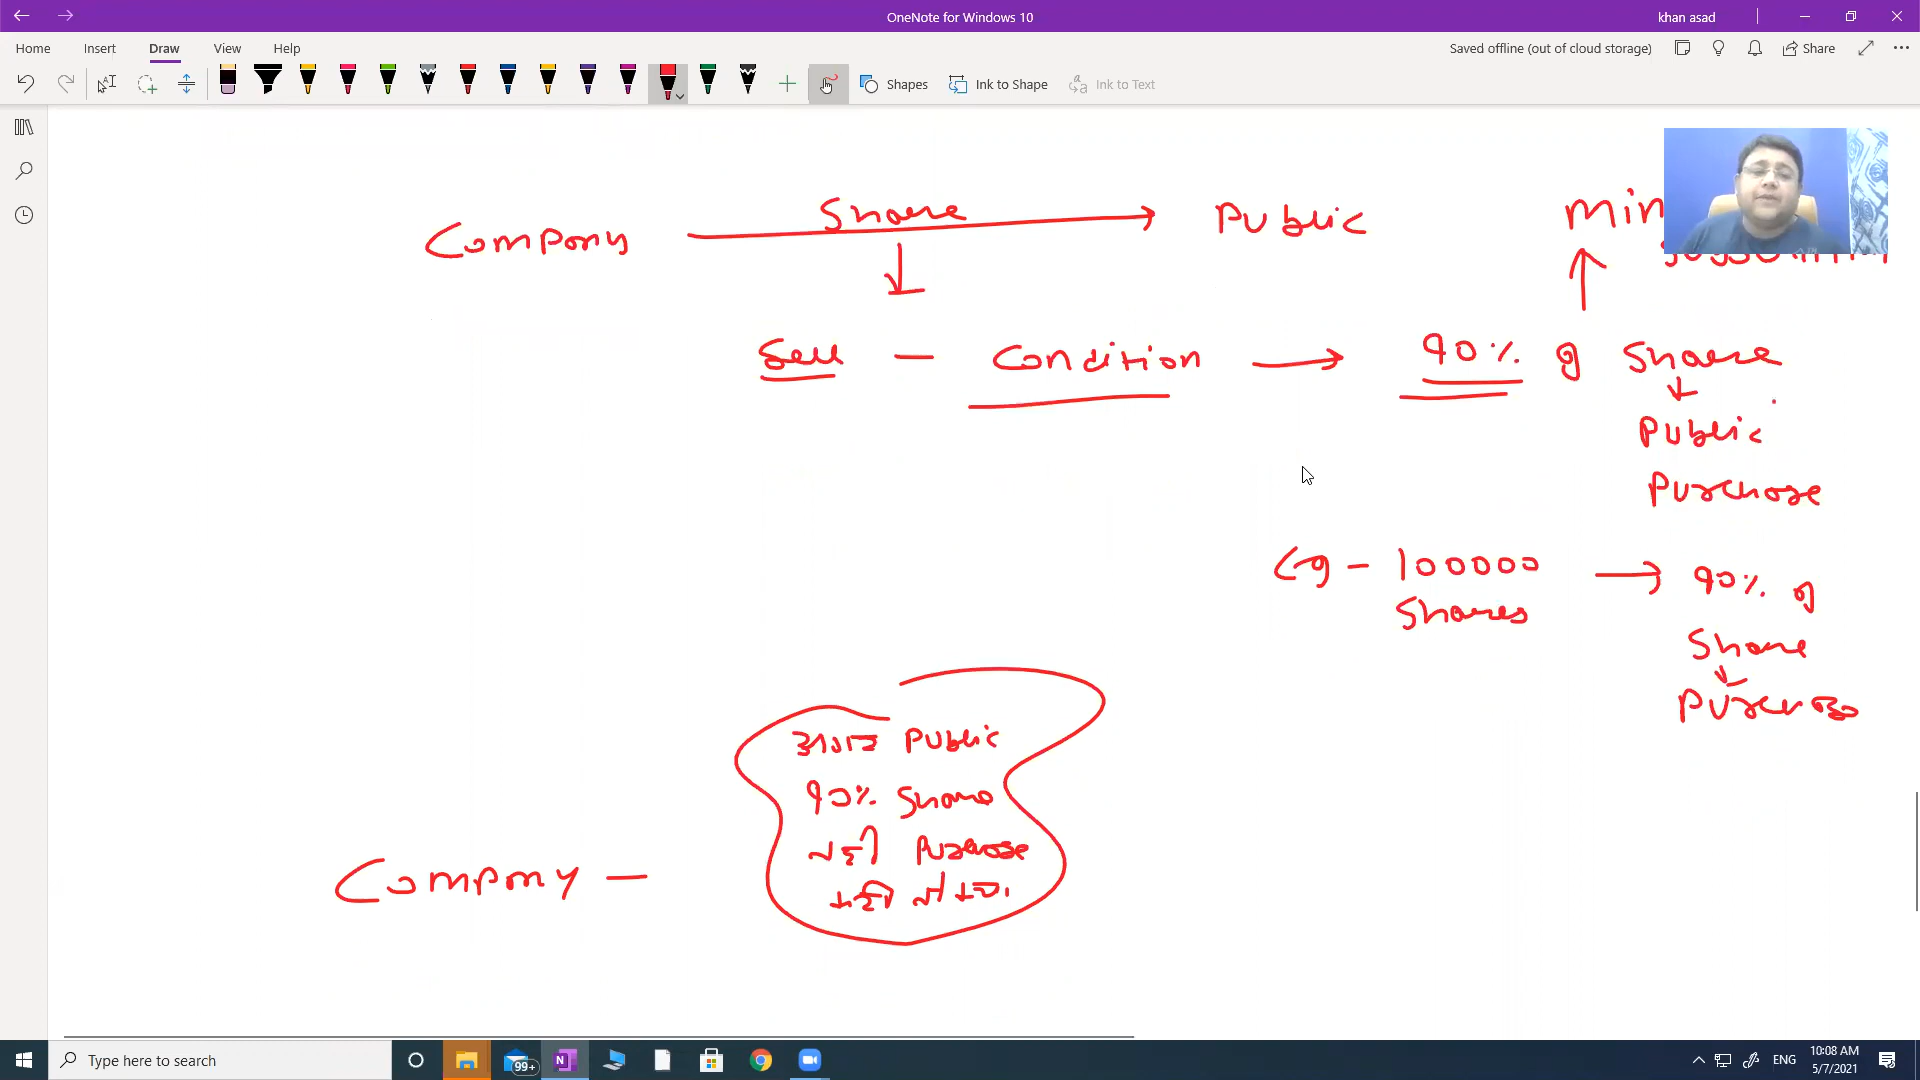 OneNote for Windows 10
khan asad
Home Insert Draw View Help
Saved offline (out of cloud storage)
Share
Shapes
Ink to Shape
Ink to Text
Company
Share
Public
Min
Sell — Condition → 90% of Share
Public
Purchase
Eg - 100000 → 90% of
Shares
Share
Purchase
अगर Public
90% Share
नही Purchase
Company —
Type here to search
99+
ENG
10:08 AM
5/7/2021